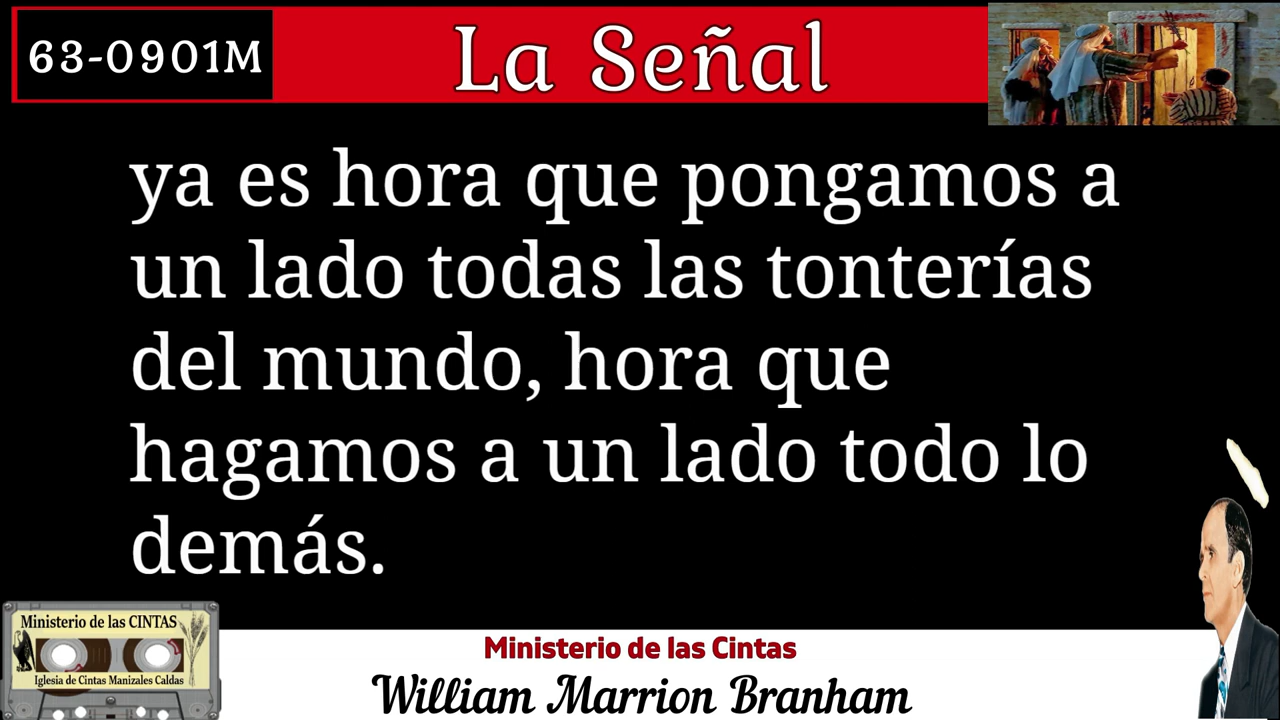 63-0901M
La Señal
ya es hora que pongamos a
un lado todas las tonterías
del mundo, hora que
hagamos a un lado todo lo
demás.
Ministerio de las CINTAS
Iglesia de Cintas Manizales Caldas
Ministerio de las Cintas
William Marrion Branham